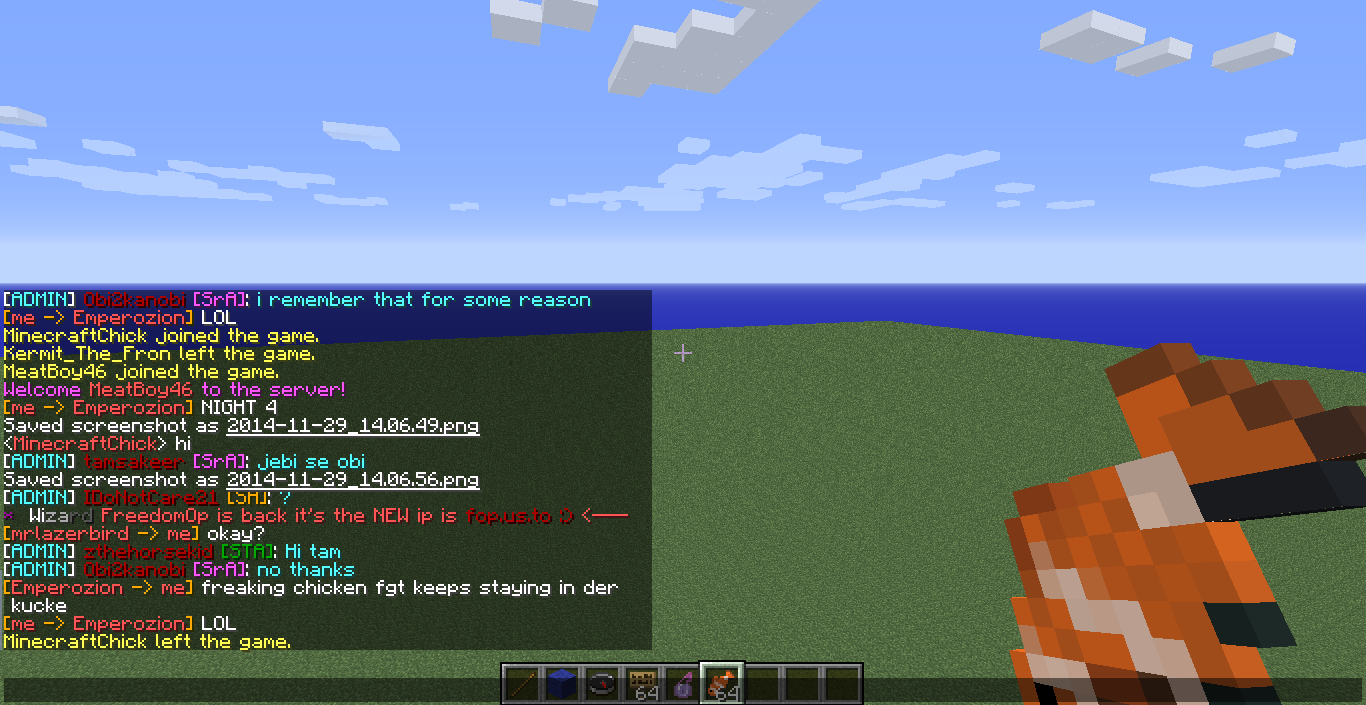 [ADMIN] Obi2kanobi [SrA]: i remember that for some reason
[me -> Emperozion] LOL
MinecraftChick joined the game.
Kermit_The_Fron left the game.
MeatBoy46 joined the game.
Welcome MeatBoy46 to the server!
[me -> Emperozion] NIGHT 4
Saved screenshot as 2014-11-29_14.06.49.png
<MinecraftChick> hi
[ADMIN] tamsakeer [SrA]: jebi se obi
Saved screenshot as 2014-11-29_14.06.56.png
[ADMIN] IDoNotCare21 [SA]: ?
* Wizard FreedomOp is back it's the NEW ip is fop.us.to :) <----
[mrlazerbird -> me] okay?
[ADMIN] zthehorsekid [STA]: Hi tam
[ADMIN] Obi2kanobi [SrA]: no thanks
[Emperozion -> me] freaking chicken fgt keeps staying in der
kucke
[me -> Emperozion] LOL
MinecraftChick left the game.
64 64